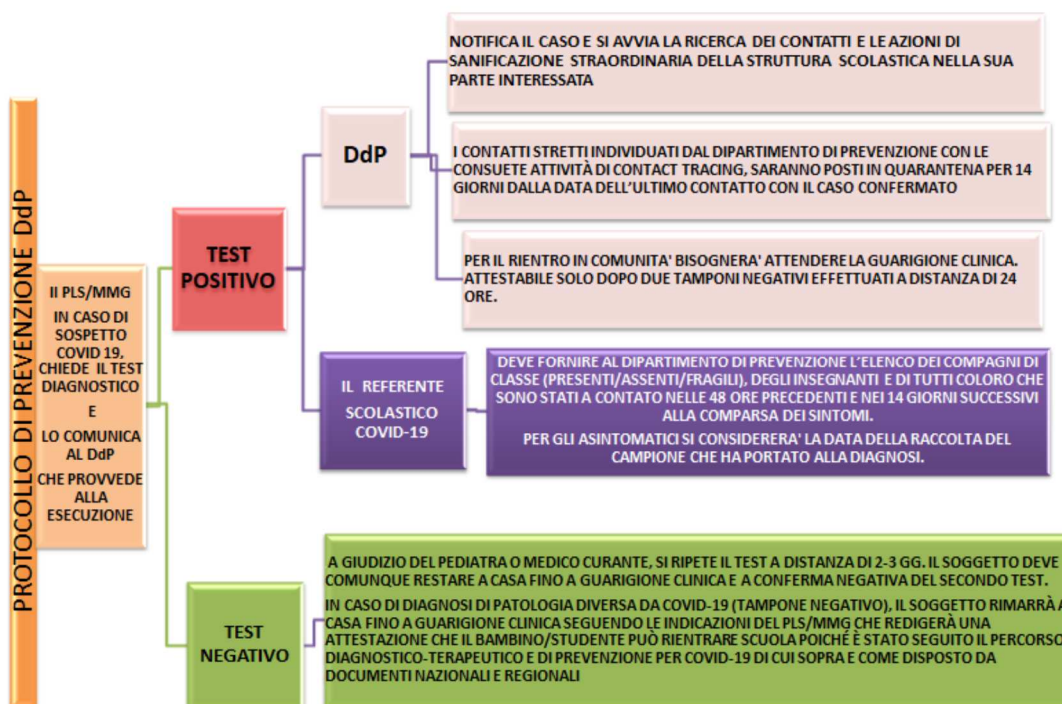 PROTOCOLLO DI PREVENZIONE DdP
Il PLS/MMG
IN CASO DI
SOSPETTO
COVID 19,
CHIEDE IL TEST
DIAGNOSTICO
E
LO COMUNICA
AL DdP
CHE PROVVEDE
ALLA
ESECUZIONE
TEST
POSITIVO
DdP
NOTIFICA IL CASO E SI AVVIA LA RICERCA DEI CONTATTI E LE AZIONI DI
SANIFICAZIONE STRAORDINARIA DELLA STRUTTURA SCOLASTICA NELLA SUA
PARTE INTERESSATA
I CONTATTI STRETTI INDIVIDUATI DAL DIPARTIMENTO DI PREVENZIONE CON LE
CONSUETE ATTIVITÀ DI CONTACT TRACING, SARANNO POSTI IN QUARANTENA PER 14
GIORNI DALLA DATA DELL'ULTIMO CONTATTO CON IL CASO CONFERMATO
PER IL RIENTRO IN COMUNITA' BISOGNERA' ATTENDERE LA GUARIGIONE CLINICA.
ATTESTABILE SOLO DOPO DUE TAMPONI NEGATIVI EFFETTUATI A DISTANZA DI 24
ORE.
IL REFERENTE
SCOLASTICO
COVID-19
DEVE FORNIRE AL DIPARTIMENTO DI PREVENZIONE L'ELENCO DEI COMPAGNI DI
CLASSE (PRESENTI/ASSENTI/FRAGILI), DEGLI INSEGNANTI E DI TUTTI COLORO CHE
SONO STATI A CONTATO NELLE 48 ORE PRECEDENTI E NEI 14 GIORNI SUCCESSIVI
ALLA COMPARSA DEI SINTOMI.
PER GLI ASINTOMATICI SI CONSIDERERA' LA DATA DELLA RACCOLTA DEL
CAMPIONE CHE HA PORTATO ALLA DIAGNOSI.
TEST
NEGATIVO
A GIUDIZIO DEL PEDIATRA O MEDICO CURANTE, SI RIPETE IL TEST A DISTANZA DI 2-3 GG. IL SOGGETTO DEVE
COMUNQUE RESTARE A CASA FINO A GUARIGIONE CLINICA E A CONFERMA NEGATIVA DEL SECONDO TEST.
IN CASO DI DIAGNOSI DI PATOLOGIA DIVERSA DA COVID-19 (TAMPONE NEGATIVO), IL SOGGETTO RIMARRÀ A
CASA FINO A GUARIGIONE CLINICA SEGUENDO LE INDICAZIONI DEL PLS/MMG CHE REDIGERÀ UNA
ATTESTAZIONE CHE IL BAMBINO/STUDENTE PUÒ RIENTRARE SCUOLA POICHÉ È STATO SEGUITO IL PERCORSO
DIAGNOSTICO-TERAPEUTICO E DI PREVENZIONE PER COVID-19 DI CUI SOPRA E COME DISPOSTO DA
DOCUMENTI NAZIONALI E REGIONALI